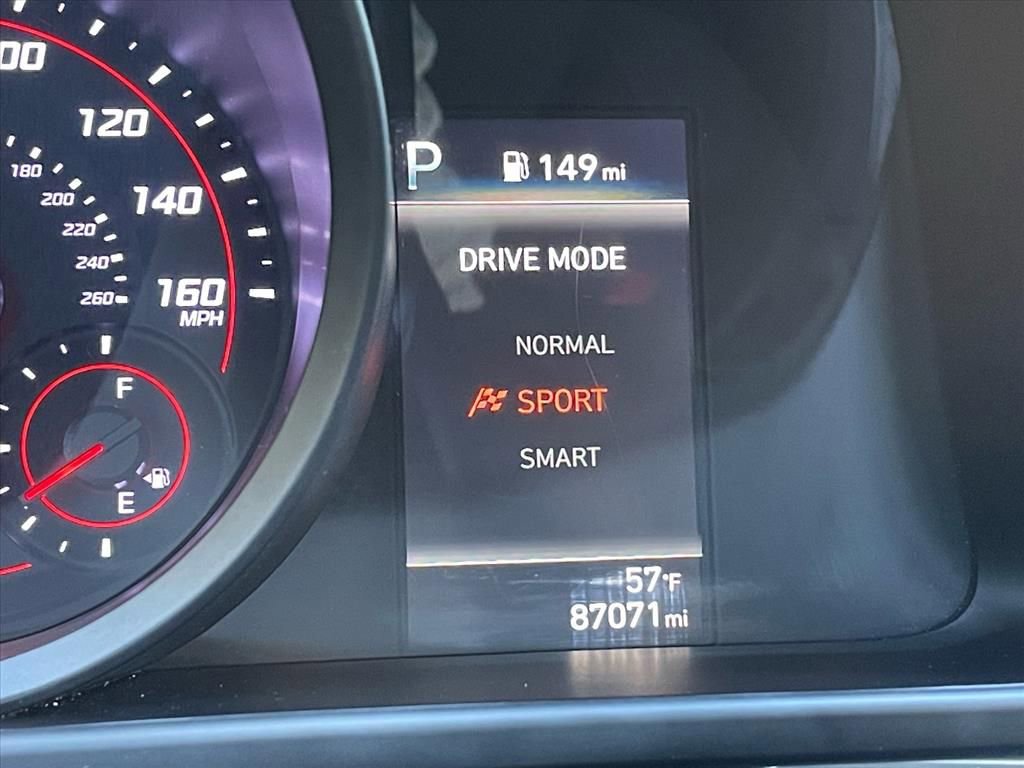 00
120
140
160
MPH
180
200
220
240
260
F
E
P 149 mi
DRIVE MODE
NORMAL
SPORT
SMART
57°F
87071 mi